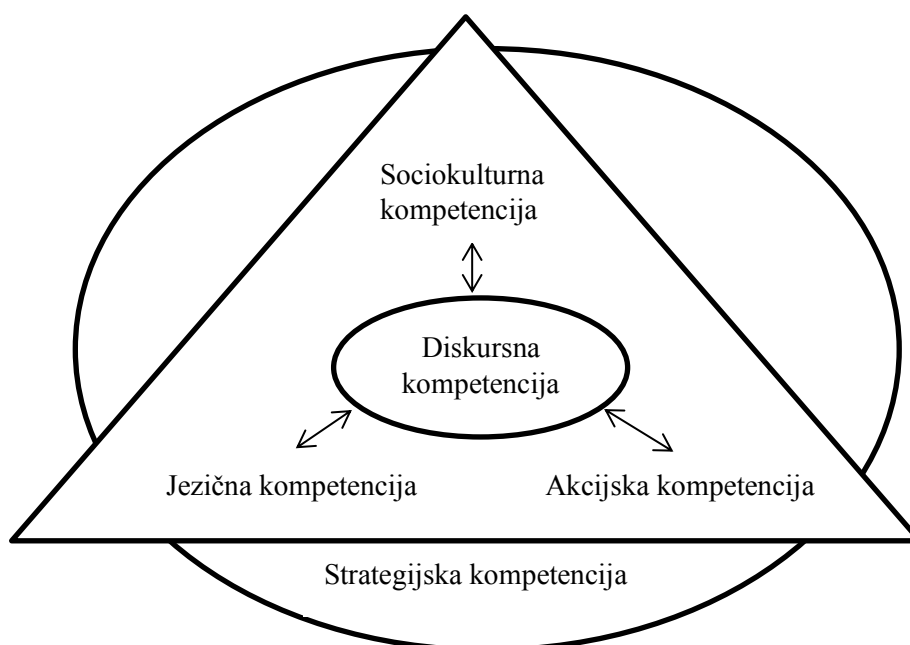 Sociokulturna
kompetencija
Diskursna
kompetencija
Jezična kompetencija
Akcijska kompetencija
Strategijska kompetencija